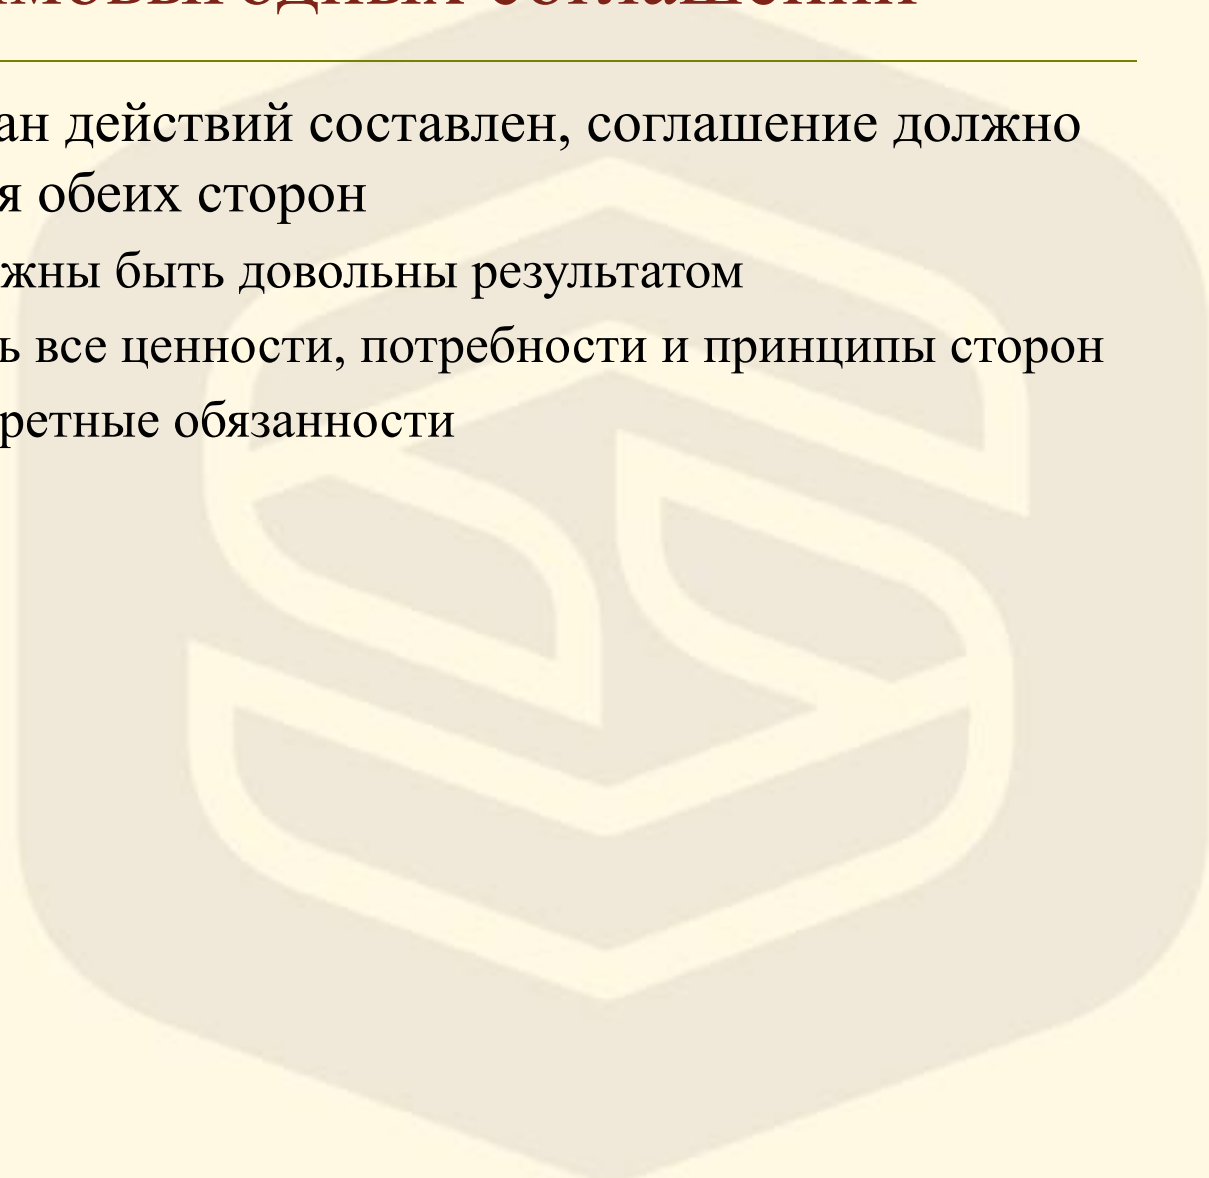 ан действий составлен, соглашение должно
я обеих сторон
жны быть довольны результатом
ь все ценности, потребности и принципы сторон
ретные обязанности